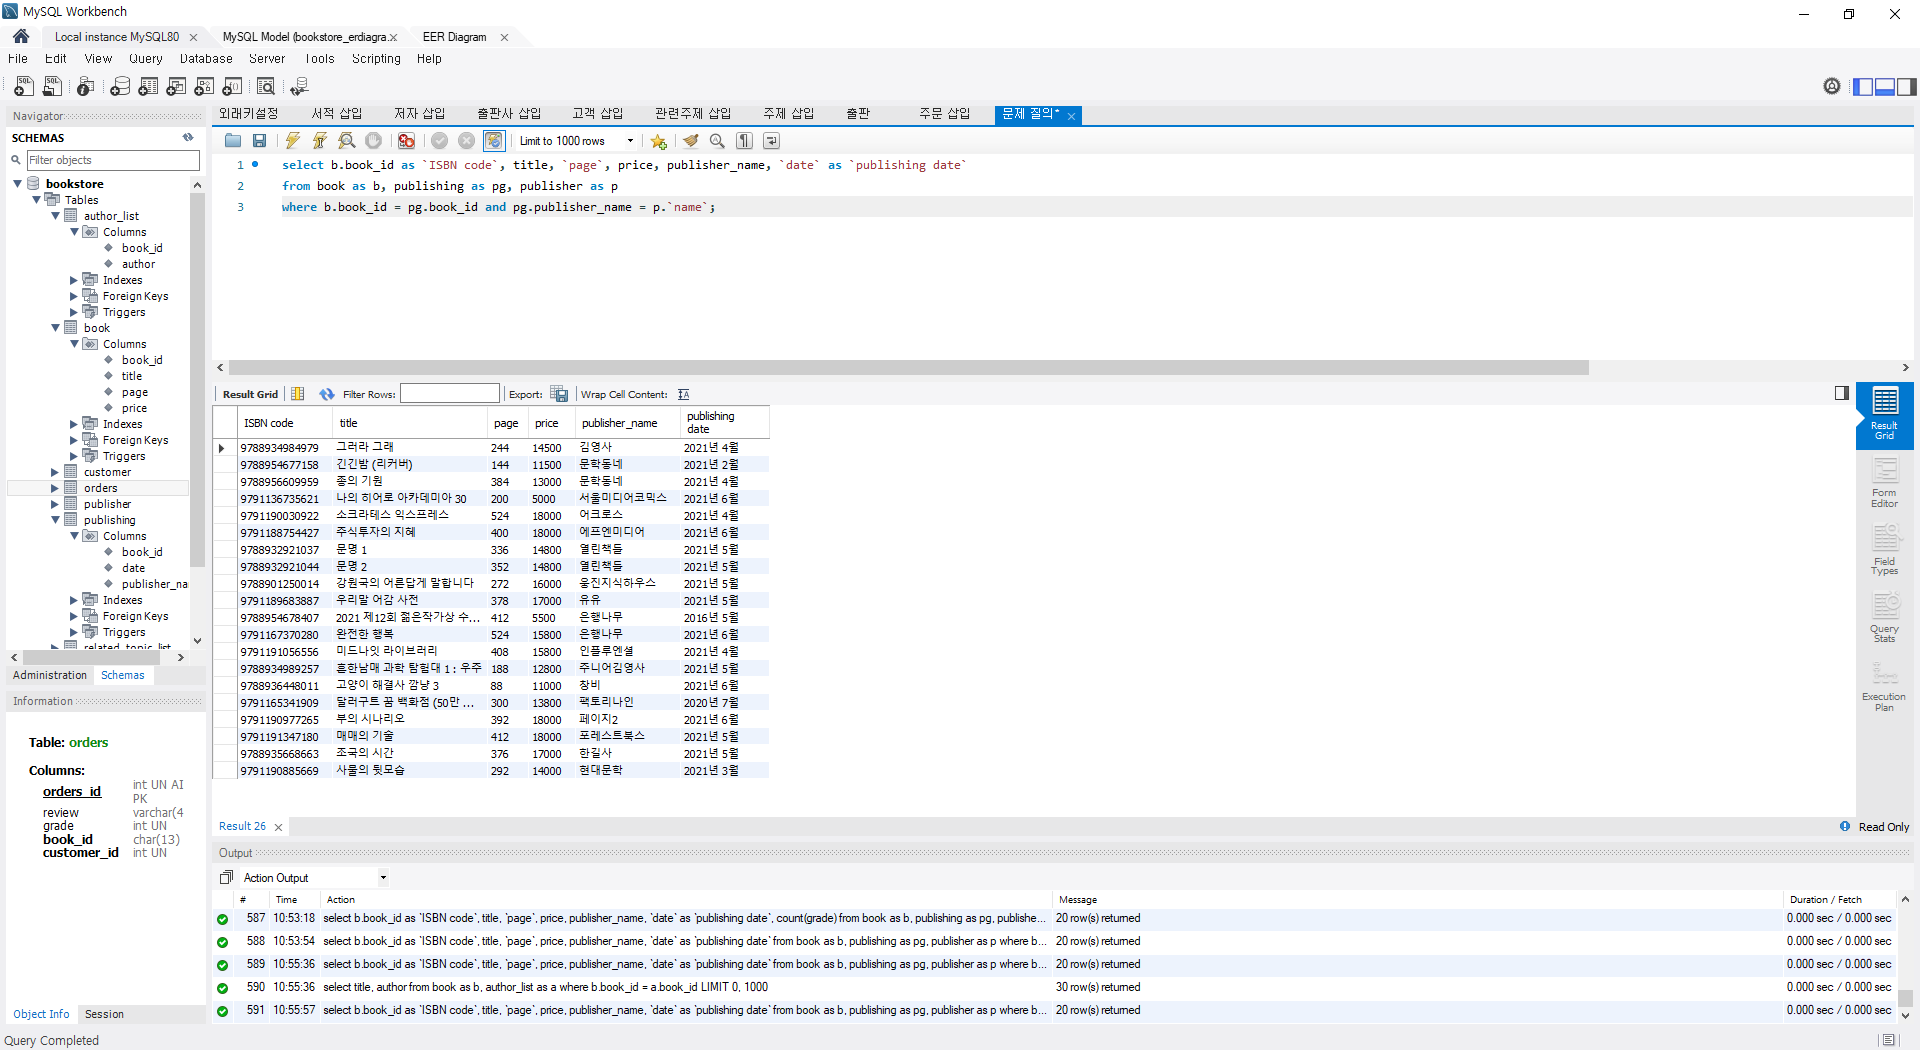 MySQL Workbench
Local instance MySQL80
MySQL Model (bookstore_erdiagra.
EER Diagram
File Edit View Query Database Server Tools Scripting Help
Navigator
SCHEMAS
Filter objects
bookstore
Tables
author_list
Columns
book_id
author
Indexes
Foreign Keys
Triggers
book
Columns
book_id
title
page
price
Indexes
Foreign Keys
Triggers
customer
orders
publisher
publishing
Columns
book_id
date
publisher_na
Indexes
Foreign Keys
Triggers
related_topic_list
Administration Schemas
Information
Table: orders
Columns:
orders_id int UN AI PK
review varchar(4
grade int UN
book_id char(13)
customer_id int UN
Object Info Session
Query Completed
외래키설정 서적 삽입 저자 삽입 출판사 삽입 고객 삽입 관련주제 삽입 주제 삽입 출판 주문 삽입 문제 질의*
Limit to 1000 rows
1 select b.book_id as `ISBN code`, title, `page`, price, publisher_name, `date` as `publishing date`
2 from book as b, publishing as pg, publisher as p
3 where b.book_id = pg.book_id and pg.publisher_name = p.`name`;
Result Grid Filter Rows: Export: Wrap Cell Content:
ISBN code title page price publisher_name publishing date
9788934984979 그러라 그래 244 14500 김영사 2021년 4월
9788954677158 긴긴밤 (리커버) 144 11500 문학동네 2021년 2월
9788956609959 종의 기원 384 13000 문학동네 2021년 4월
9791136735621 나의 히어로 아카데미아 30 200 5000 서울미디어코믹스 2021년 6월
9791190030922 소크라테스 익스프레스 524 18000 어크로스 2021년 4월
9791188754427 주식투자의 지혜 400 18000 에프엔미디어 2021년 6월
9788932921037 문명 1 336 14800 열린책들 2021년 5월
9788932921044 문명 2 352 14800 열린책들 2021년 5월
9788901250014 강원국의 어른답게 말합니다 272 16000 웅진지식하우스 2021년 5월
9791189683887 우리말 어감 사전 378 17000 유유 2021년 5월
9788954678407 2021 제12회 젊은작가상 수... 412 5500 은행나무 2016년 5월
9791167370280 완전한 행복 524 15800 은행나무 2021년 6월
9791191056556 미드나잇 라이브러리 408 15800 인플루엔셜 2021년 4월
9788934989257 흔한남매 과학 탐험대 1 : 우주 188 12800 주니어김영사 2021년 5월
9788936448011 고양이 해결사 깜냥 3 88 11000 창비 2021년 6월
9791165341909 달러구트 꿈 백화점 (50만 ... 300 13800 팩토리나인 2020년 7월
9791190977265 부의 시나리오 392 18000 페이지2 2021년 6월
9791191347180 매매의 기술 412 18000 포레스트북스 2021년 5월
9788935668663 조국의 시간 376 17000 한길사 2021년 5월
9791190885669 사물의 뒷모습 292 14000 현대문학 2021년 3월
Result Grid
Form Editor
Field Types
Query Stats
Execution Plan
Result 26
Read Only
Output
Action Output
# Time Action Message Duration / Fetch
587 10:53:18 select b.book_id as `ISBN code`, title, `page`, price, publisher_name, `date` as `publishing date`, count(grade) from book as b, publishing as pg, publishe... 20 row(s) returned 0.000 sec / 0.000 sec
588 10:53:54 select b.book_id as `ISBN code`, title, `page`, price, publisher_name, `date` as `publishing date` from book as b, publishing as pg, publisher as p where b... 20 row(s) returned 0.000 sec / 0.000 sec
589 10:55:36 select b.book_id as `ISBN code`, title, `page`, price, publisher_name, `date` as `publishing date` from book as b, publishing as pg, publisher as p where b... 20 row(s) returned 0.000 sec / 0.000 sec
590 10:55:36 select title, author from book as b, author_list as a where b.book_id = a.book_id LIMIT 0, 1000 30 row(s) returned 0.000 sec / 0.000 sec
591 10:55:57 select b.book_id as `ISBN code`, title, `page`, price, publisher_name, `date` as `publishing date` from book as b, publishing as pg, publisher as p where b... 20 row(s) returned 0.000 sec / 0.000 sec